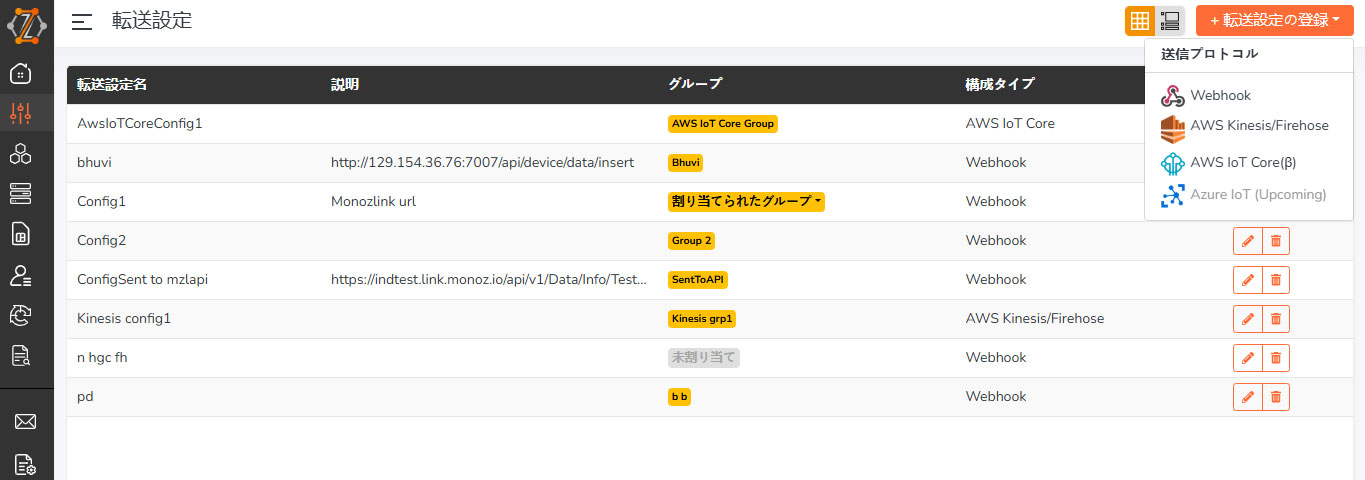 転送設定
+ 転送設定の登録
送信プロトコル
Webhook
AWS Kinesis/Firehose
AWS IoT Core(β)
Azure IoT (Upcoming)
転送設定名 説明 グループ 構成タイプ
AwsIoTCoreConfig1 AWS IoT Core Group AWS IoT Core
bhuvi http://129.154.36.76:7007/api/device/data/insert Bhuvi Webhook
Config1 Monozlink url 割り当てられたグループ Webhook
Config2 Group 2 Webhook
ConfigSent to mzlapi https://indtest.link.monoz.io/api/v1/Data/Info/Test... SentToAPI Webhook
Kinesis config1 Kinesis grp1 AWS Kinesis/Firehose
n hgc fh 未割り当て Webhook
pd b b Webhook